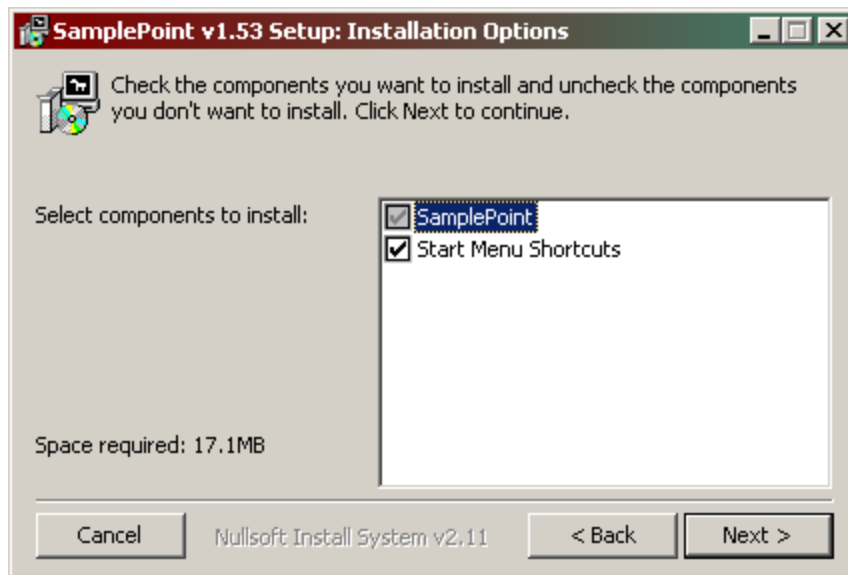 SamplePoint v1.53 Setup: Installation Options
Check the components you want to install and uncheck the components
you don't want to install. Click Next to continue.
Select components to install:
SamplePoint
Start Menu Shortcuts
Space required: 17.1MB
Cancel
Nullsoft Install System v2.11
< Back
Next >